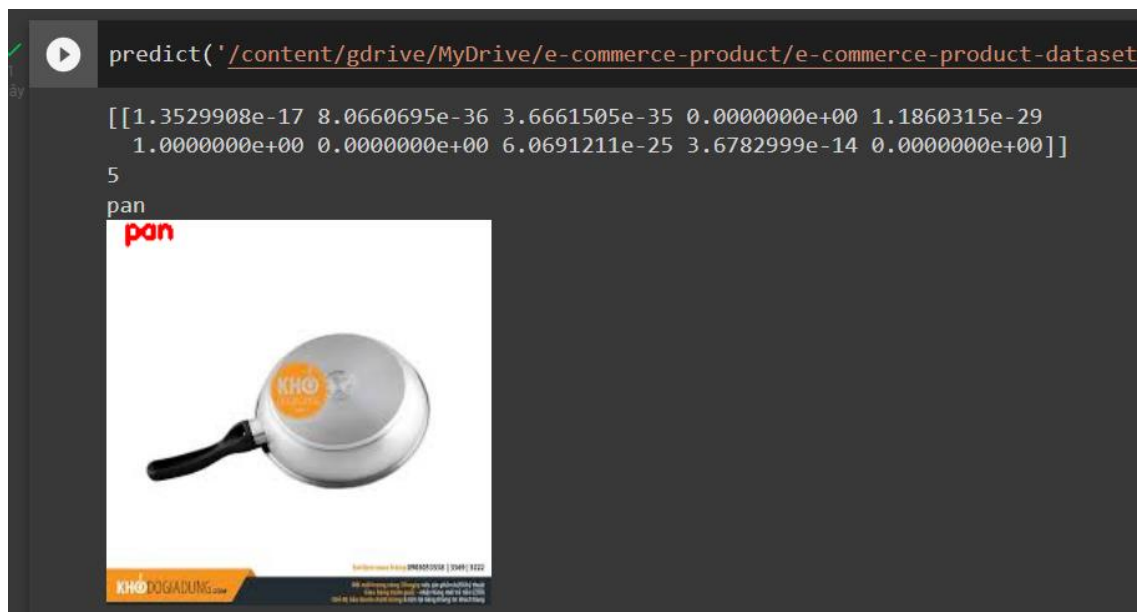 predict('/content/gdrive/MyDrive/e-commerce-product/e-commerce-product-dataset
[[1.3529908e-17 8.0660695e-36 3.6661505e-35 0.0000000e+00 1.1860315e-29
1.0000000e+00 0.0000000e+00 6.0691211e-25 3.6782999e-14 0.0000000e+00]]
5
pan
pan
KHO
KHODOGIADUNG.com